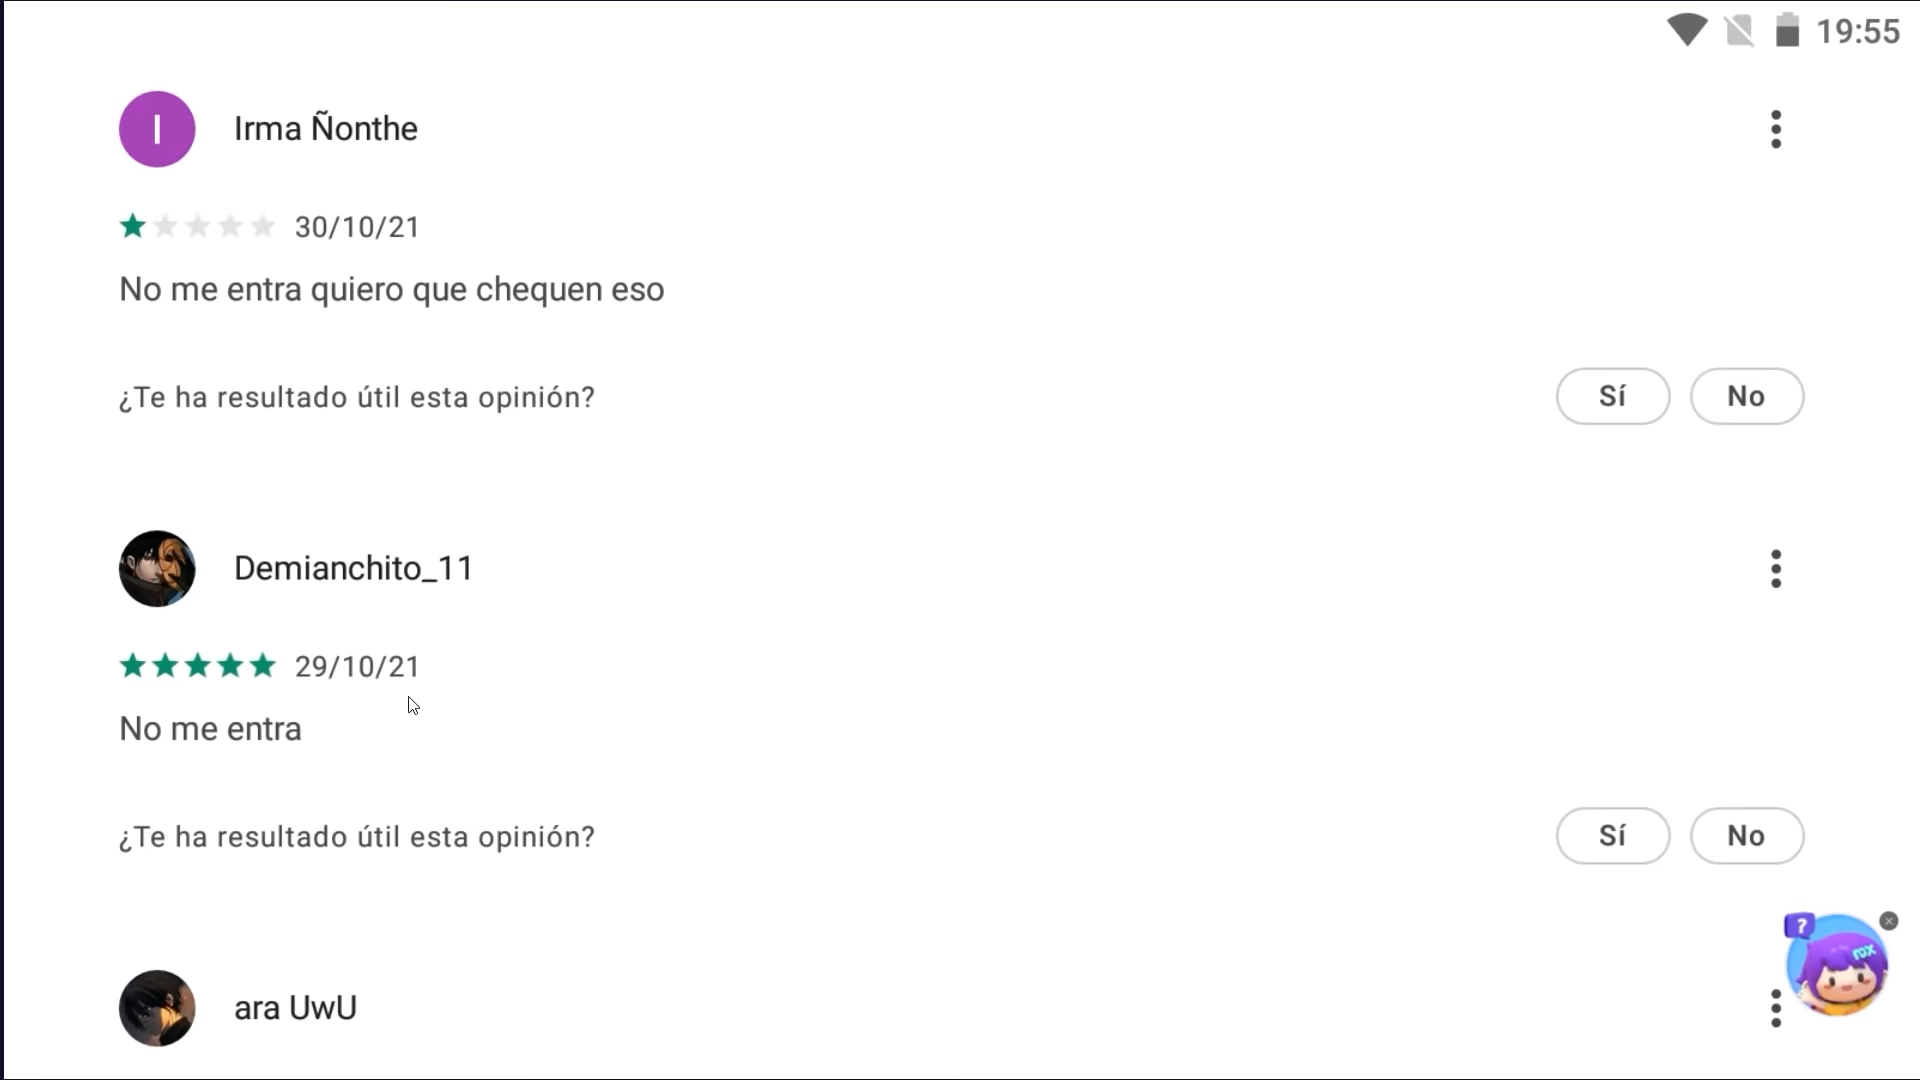 19:55
I
Irma Ñonthe
30/10/21
No me entra quiero que chequen eso
¿Te ha resultado útil esta opinión?
Sí
No
Demianchito_11
29/10/21
No me entra
¿Te ha resultado útil esta opinión?
Sí
No
?
rox
ara UwU